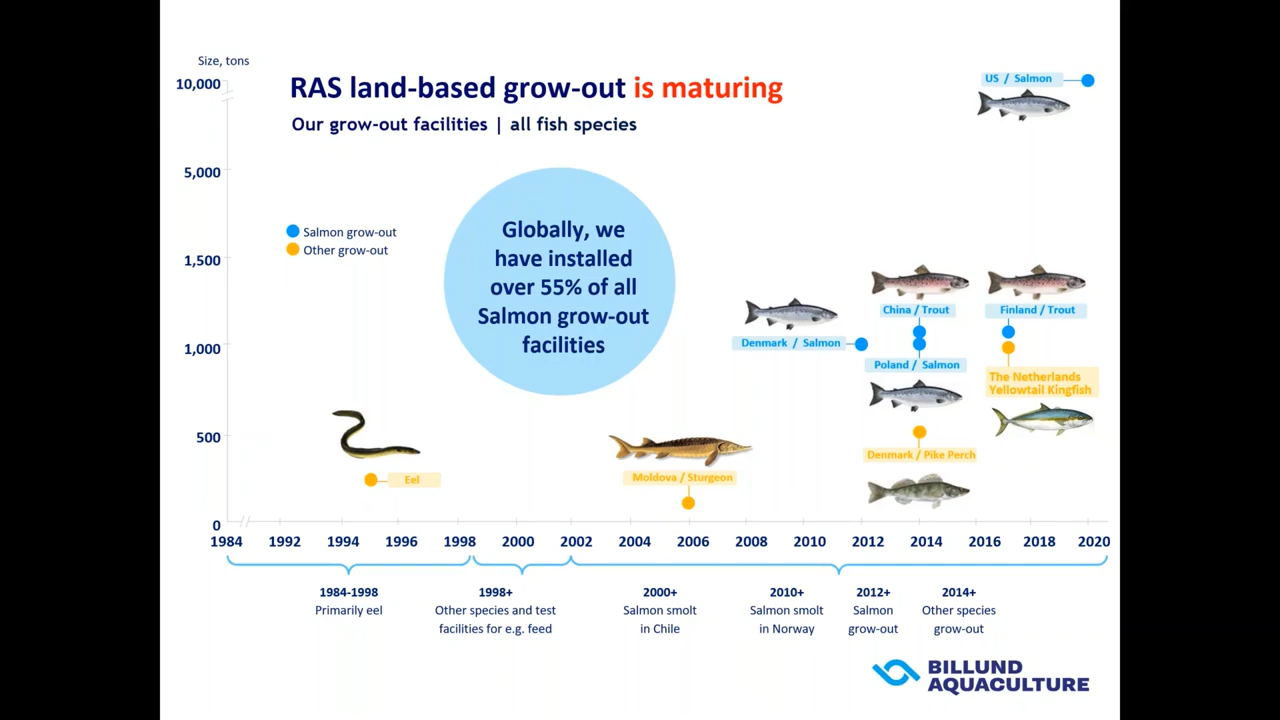 Size, tons
RAS land-based grow-out is maturing
Our grow-out facilities | all fish species
10,000
5,000
1,500
1,000
500
0
Salmon grow-out
Other grow-out
Globally, we
have installed
over 55% of all
Salmon grow-out
facilities
US / Salmon
China / Trout
Finland / Trout
Denmark / Salmon
Poland / Salmon
The Netherlands
Yellowtail Kingfish
Denmark / Pike Perch
Eel
Moldova / Sturgeon
1984 1992 1994 1996 1998 2000 2002 2004 2006 2008 2010 2012 2014 2016 2018 2020
1984-1998
Primarily eel
1998+
Other species and test
facilities for e.g. feed
2000+
Salmon smolt
in Chile
2010+
Salmon smolt
in Norway
2012+
Salmon
grow-out
2014+
Other species
grow-out
BILLUND
AQUACULTURE